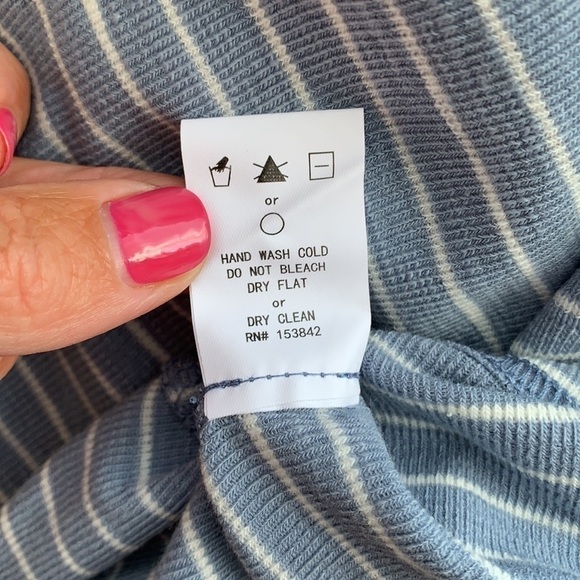 or
HAND WASH COLD
DO NOT BLEACH
DRY FLAT
or
DRY CLEAN
RN# 153842